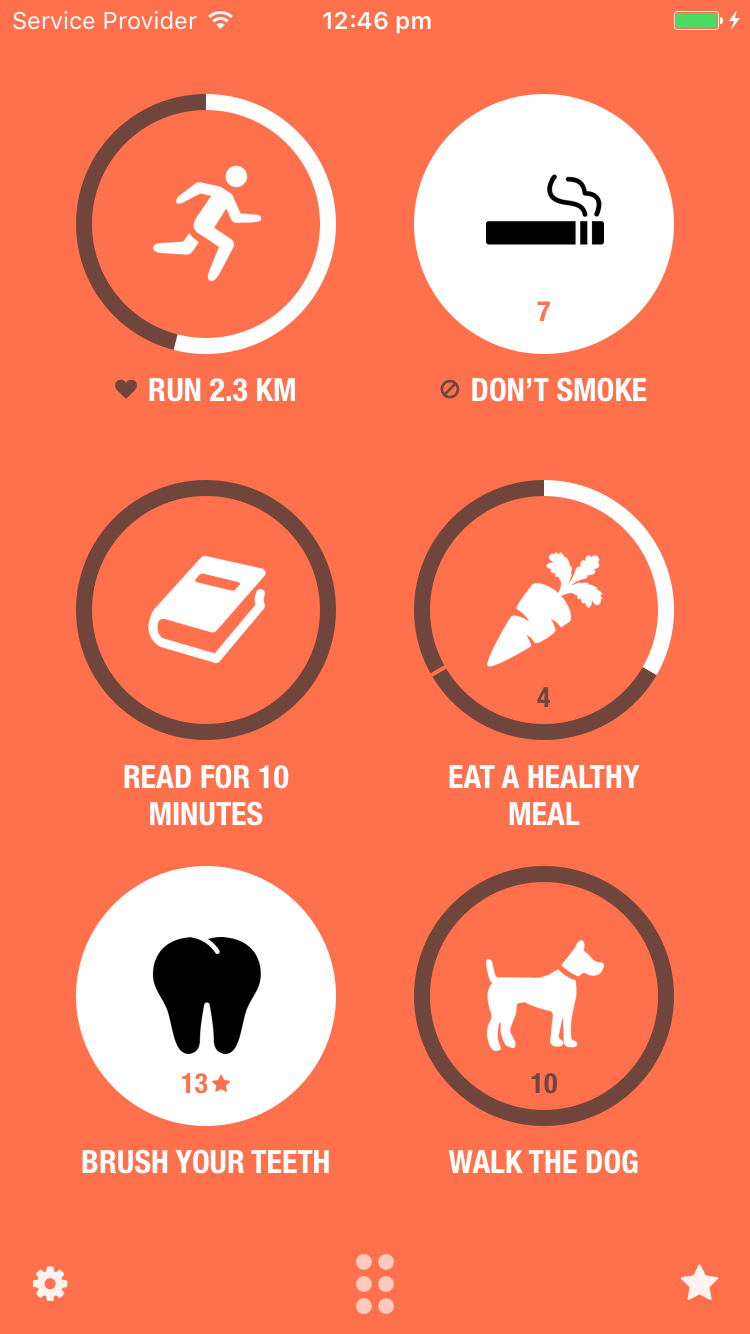 Service Provider 12:46 pm
7
RUN 2.3 KM
DON’T SMOKE
4
READ FOR 10
MINUTES
EAT A HEALTHY
MEAL
13
10
BRUSH YOUR TEETH
WALK THE DOG